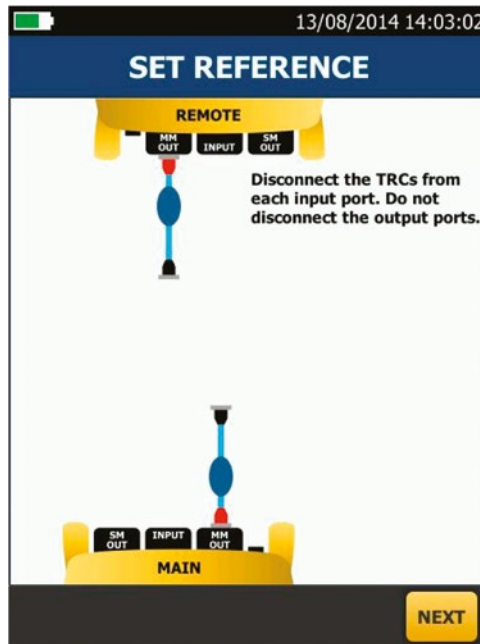 13/08/2014 14:03:02
SET REFERENCE
REMOTE
MM
OUT
INPUT
SM
OUT
Disconnect the TRCs from
each input port. Do not
disconnect the output ports.
SM
OUT
INPUT
MM
OUT
MAIN
NEXT